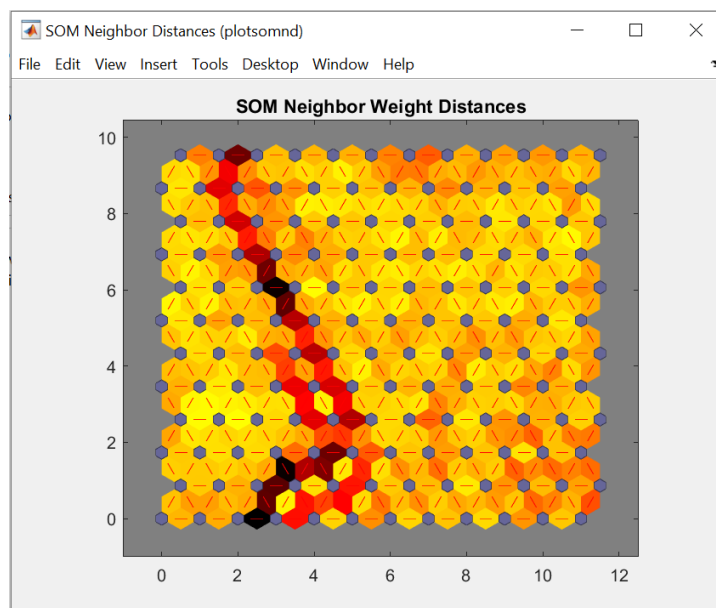 SOM Neighbor Distances (plotsomnd)
File Edit View Insert Tools Desktop Window Help
SOM Neighbor Weight Distances
10
8
6
4
2
0
0 2 4 6 8 10 12